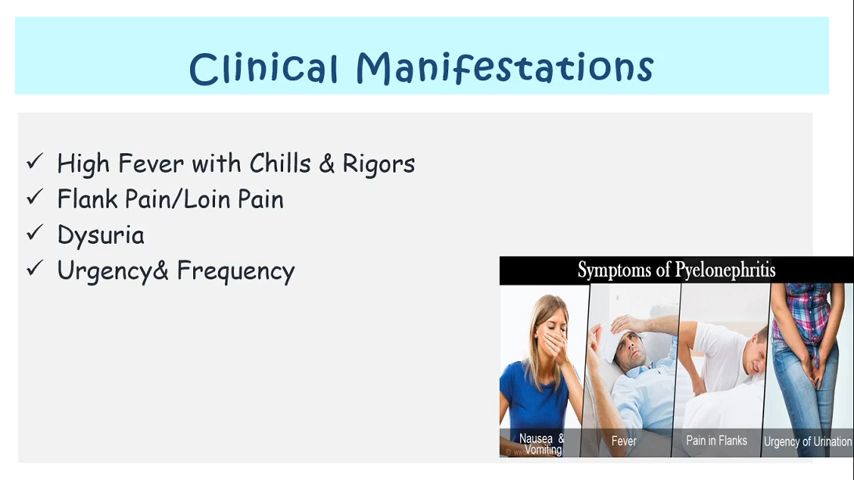 Clinical Manifestations
✓ High Fever with Chills & Rigors
✓ Flank Pain/Loin Pain
✓ Dysuria
✓ Urgency& Frequency
Symptoms of Pyelonephritis
Nausea &
Vomiting
Fever
Pain in Flanks
Urgency of Urination